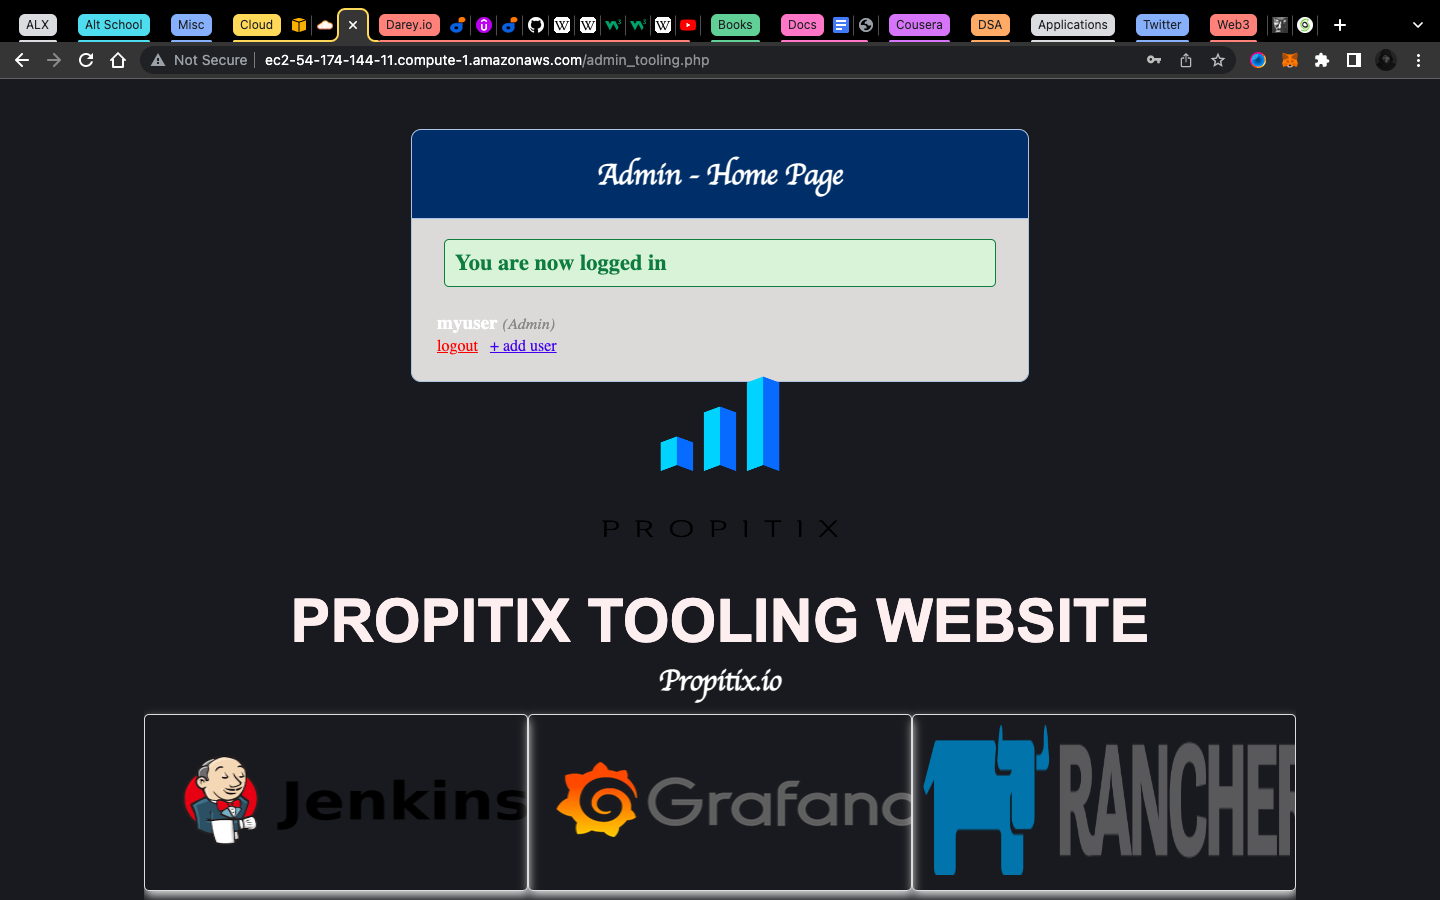 ALX
Alt School
Misc
Cloud
Darey.io
Books
Docs
Cousera
DSA
Applications
Twitter
Web3
Not Secure
ec2-54-174-144-11.compute-1.amazonaws.com/admin_tooling.php
Admin - Home Page
You are now logged in
myuser (Admin)
logout + add user
PROPITIX
PROPITIX TOOLING WEBSITE
Propitix.io
Jenkins
Grafana
RANCHER